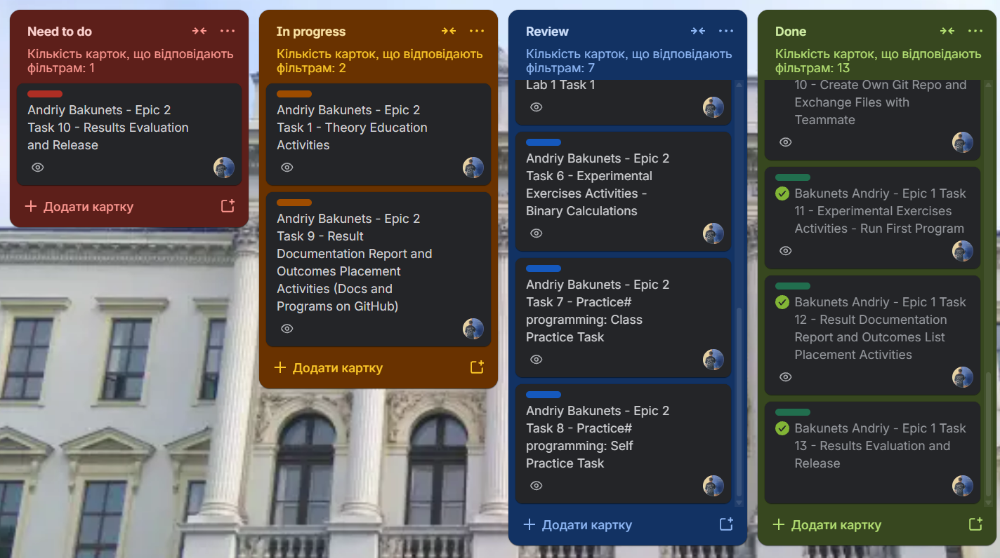 Need to do
Кількість карток, що відповідають
фільтрам: 1
Andriy Bakunets - Epic 2
Task 10 - Results Evaluation
and Release
Додати картку
In progress
Кількість карток, що відповідають
фільтрам: 2
Andriy Bakunets - Epic 2
Task 1 - Theory Education
Activities
Andriy Bakunets - Epic 2
Task 9 - Result
Documentation Report and
Outcomes Placement
Activities (Docs and
Programs on GitHub)
Додати картку
Review
Кількість карток, що відповідають
фільтрам: 7
Lab 1 Task 1
Andriy Bakunets - Epic 2
Task 6 - Experimental
Exercises Activities -
Binary Calculations
Andriy Bakunets - Epic 2
Task 7 - Practice#
programming: Class
Practice Task
Andriy Bakunets - Epic 2
Task 8 - Practice#
programming: Self
Practice Task
Додати картку
Done
Кількість карток, що відповідають
фільтрам: 13
10 - Create Own Git Repo and
Exchange Files with
Teammate
Bakunets Andriy - Epic 1 Task
11 - Experimental Exercises
Activities - Run First Program
Bakunets Andriy - Epic 1 Task
12 - Result Documentation
Report and Outcomes List
Placement Activities
Bakunets Andriy - Epic 1 Task
13 - Results Evaluation and
Release
Додати картку